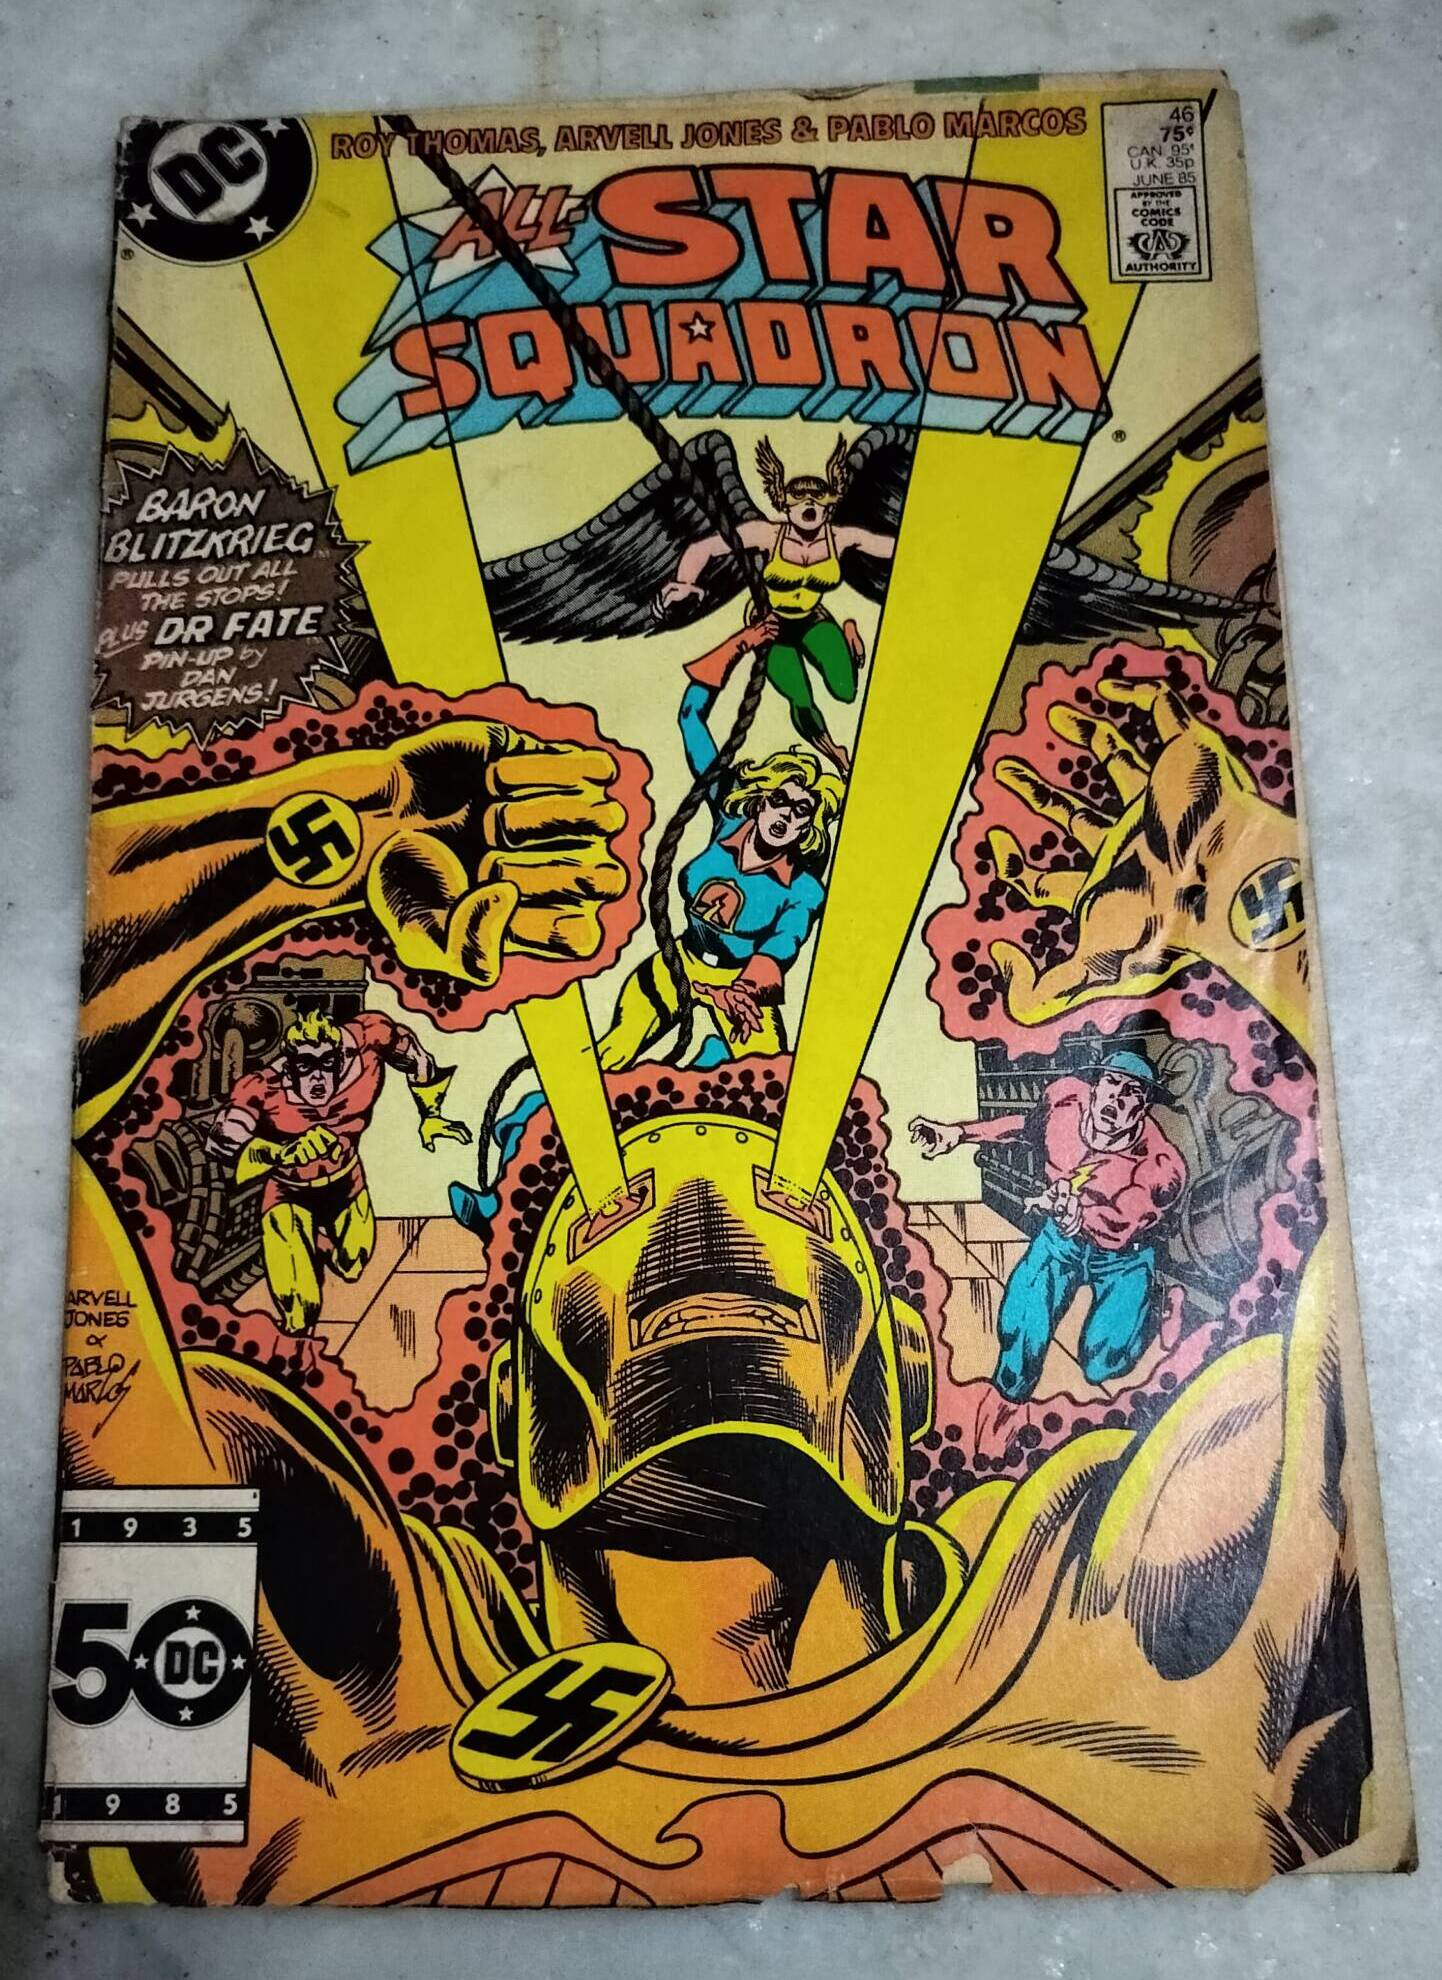 DC
®
ROY THOMAS, ARVELL JONES & PABLO MARCOS
46
75¢
CAN. 95¢
U.K. 35p
JUNE 85
APPROVED
BY THE
COMICS
CODE
CA
AUTHORITY
ALL-STAR
SQUADRON
®
BARON
BLITZKRIEG™
PULLS OUT ALL
THE STOPS!
PLUS DR FATE
PIN-UP by
DAN
JURGENS!
ARVELL
JONES
&
PABLO
MARCOS
1935
50
DC
1985